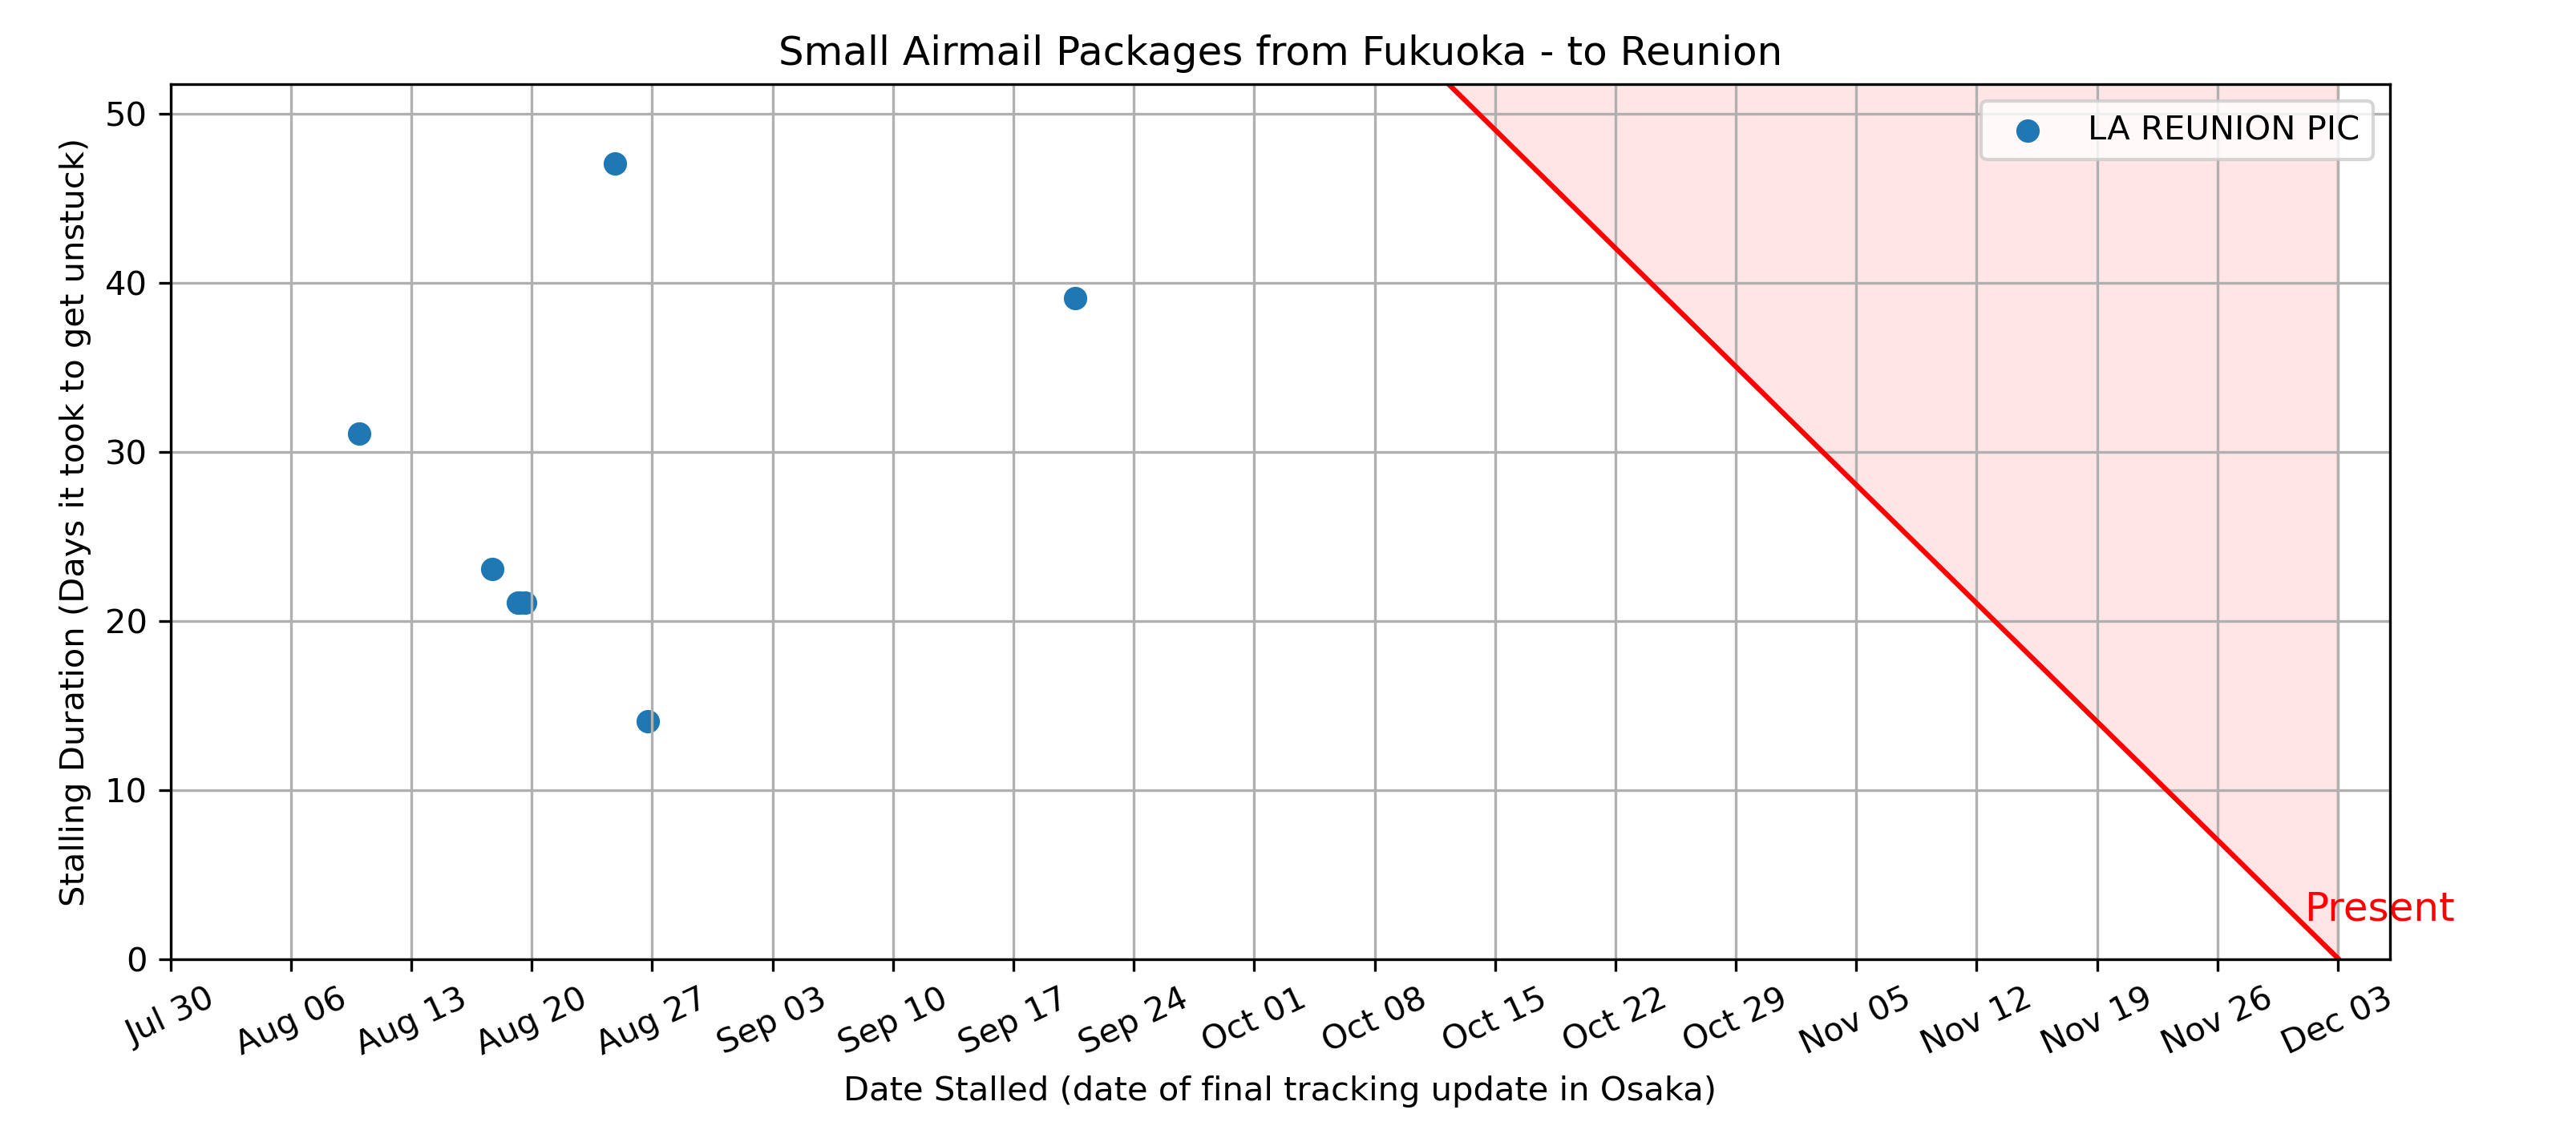 Small Airmail Packages from Fukuoka - to Reunion
LA REUNION PIC
Stalling Duration (Days it took to get unstuck)
50
40
30
20
10
0
Present
Jul 30
Aug 06
Aug 13
Aug 20
Aug 27
Sep 03
Sep 10
Sep 17
Sep 24
Oct 01
Oct 08
Oct 15
Oct 22
Oct 29
Nov 05
Nov 12
Nov 19
Nov 26
Dec 03
Date Stalled (date of final tracking update in Osaka)